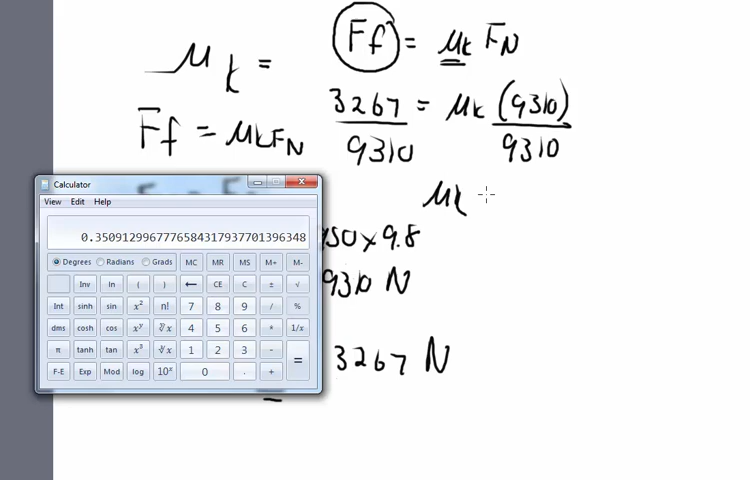 μk =
Ff = μk FN
3267 / 9310 = μk (9310) / 9310
Ff = μkFN
μk
950 x 9.8
9310 N
3267 N
Calculator
View Edit Help
0.35091299677765843179377013963480
Degrees Radians Grads MC MR MS M+ M-
Inv ln ( ) ← CE C ± √
Int sinh sin x² n! 7 8 9 / %
dms cosh cos xʸ ʸ√x 4 5 6 * 1/x
π tanh tan x³ ³√x 1 2 3 - =
F-E Exp Mod log 10ˣ 0 . +